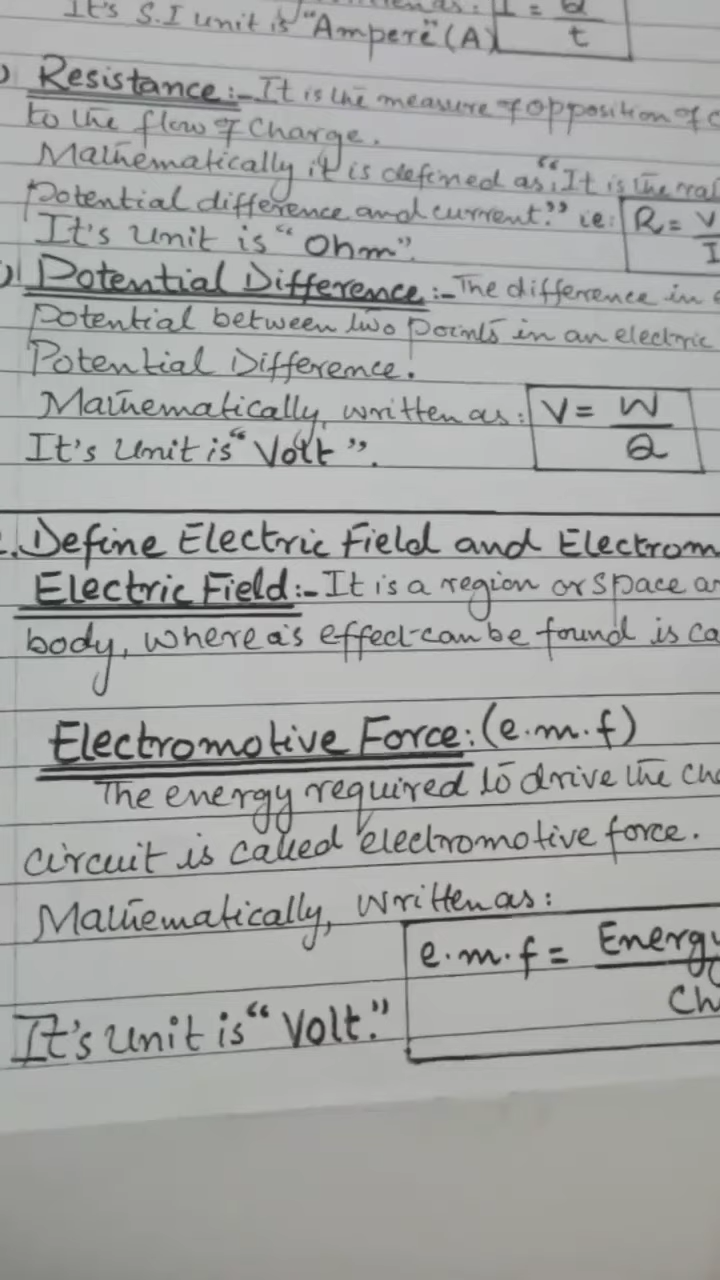 It's S.I unit is "Ampere" (A) I = Q/t
Resistance:- It is the measure of opposition of
to the flow of charge.
Mathematically it is defined as "It is the
Potential difference and current." ie: R = V/I
It's Unit is "Ohm".
Potential Difference:- The difference in
Potential between two points in an electric
Potential Difference.
Mathematically, written as: V = W/Q
It's Unit is "Volt".
Define Electric Field and Electrom
Electric Field:- It is a region or space
body, where its effect can be found is
Electromotive Force: (e.m.f)
The energy required to drive the
circuit is called electromotive force.
Mathematically, written as:
e.m.f = Energy
Ch
It's unit is "Volt."